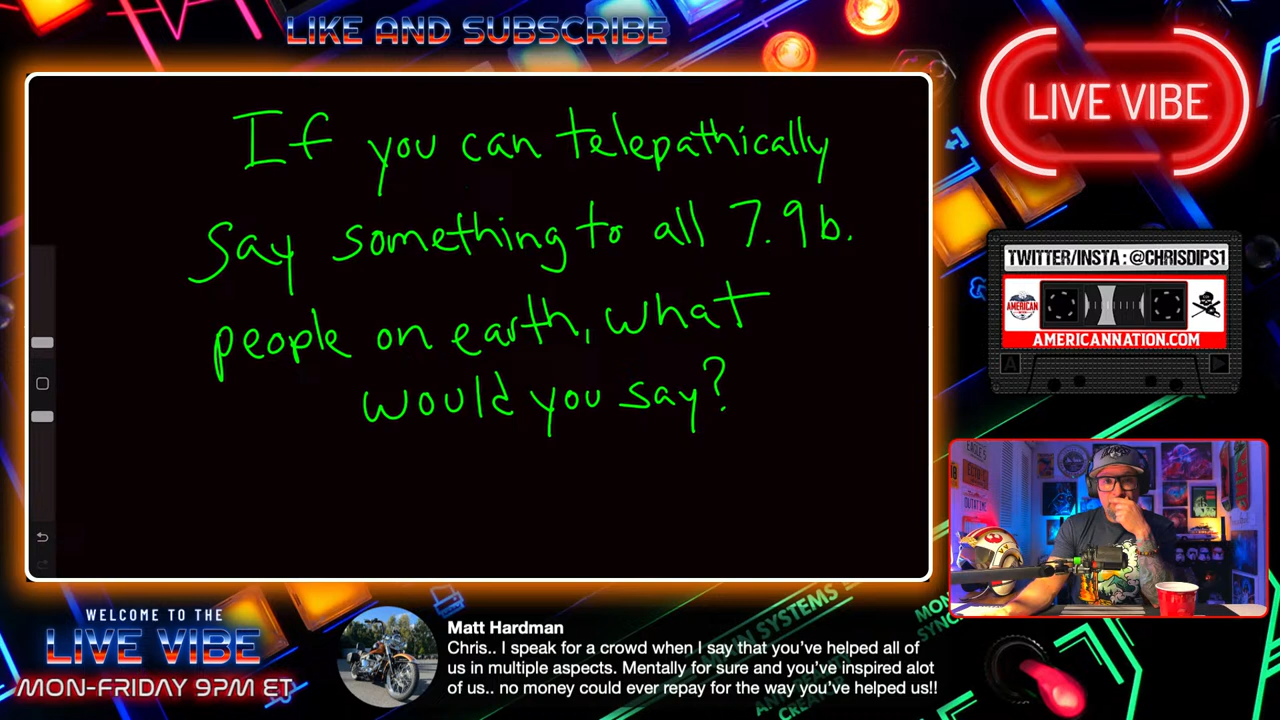 LIKE AND SUBSCRIBE
LIVE VIBE
If you can telepathically
say something to all 7.9b.
people on earth, what
would you say?
TWITTER/INSTA : @CHRISDIPS1
AMERICAN
AMERICANNATION.COM
A
WELCOME TO THE
LIVE VIBE
MON-FRIDAY 9PM ET
Matt Hardman
Chris.. I speak for a crowd when I say that you've helped all of
us in multiple aspects. Mentally for sure and you've inspired alot
of us.. no money could ever repay for the way you've helped us!!
SYSTEMS
OUTATIME